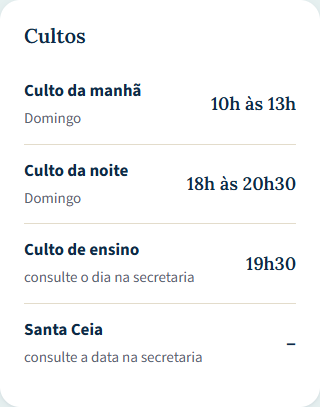 Cultos
Culto da manhã
10h às 13h
Domingo
Culto da noite
18h às 20h30
Domingo
Culto de ensino
19h30
consulte o dia na secretaria
Santa Ceia
–
consulte a data na secretaria